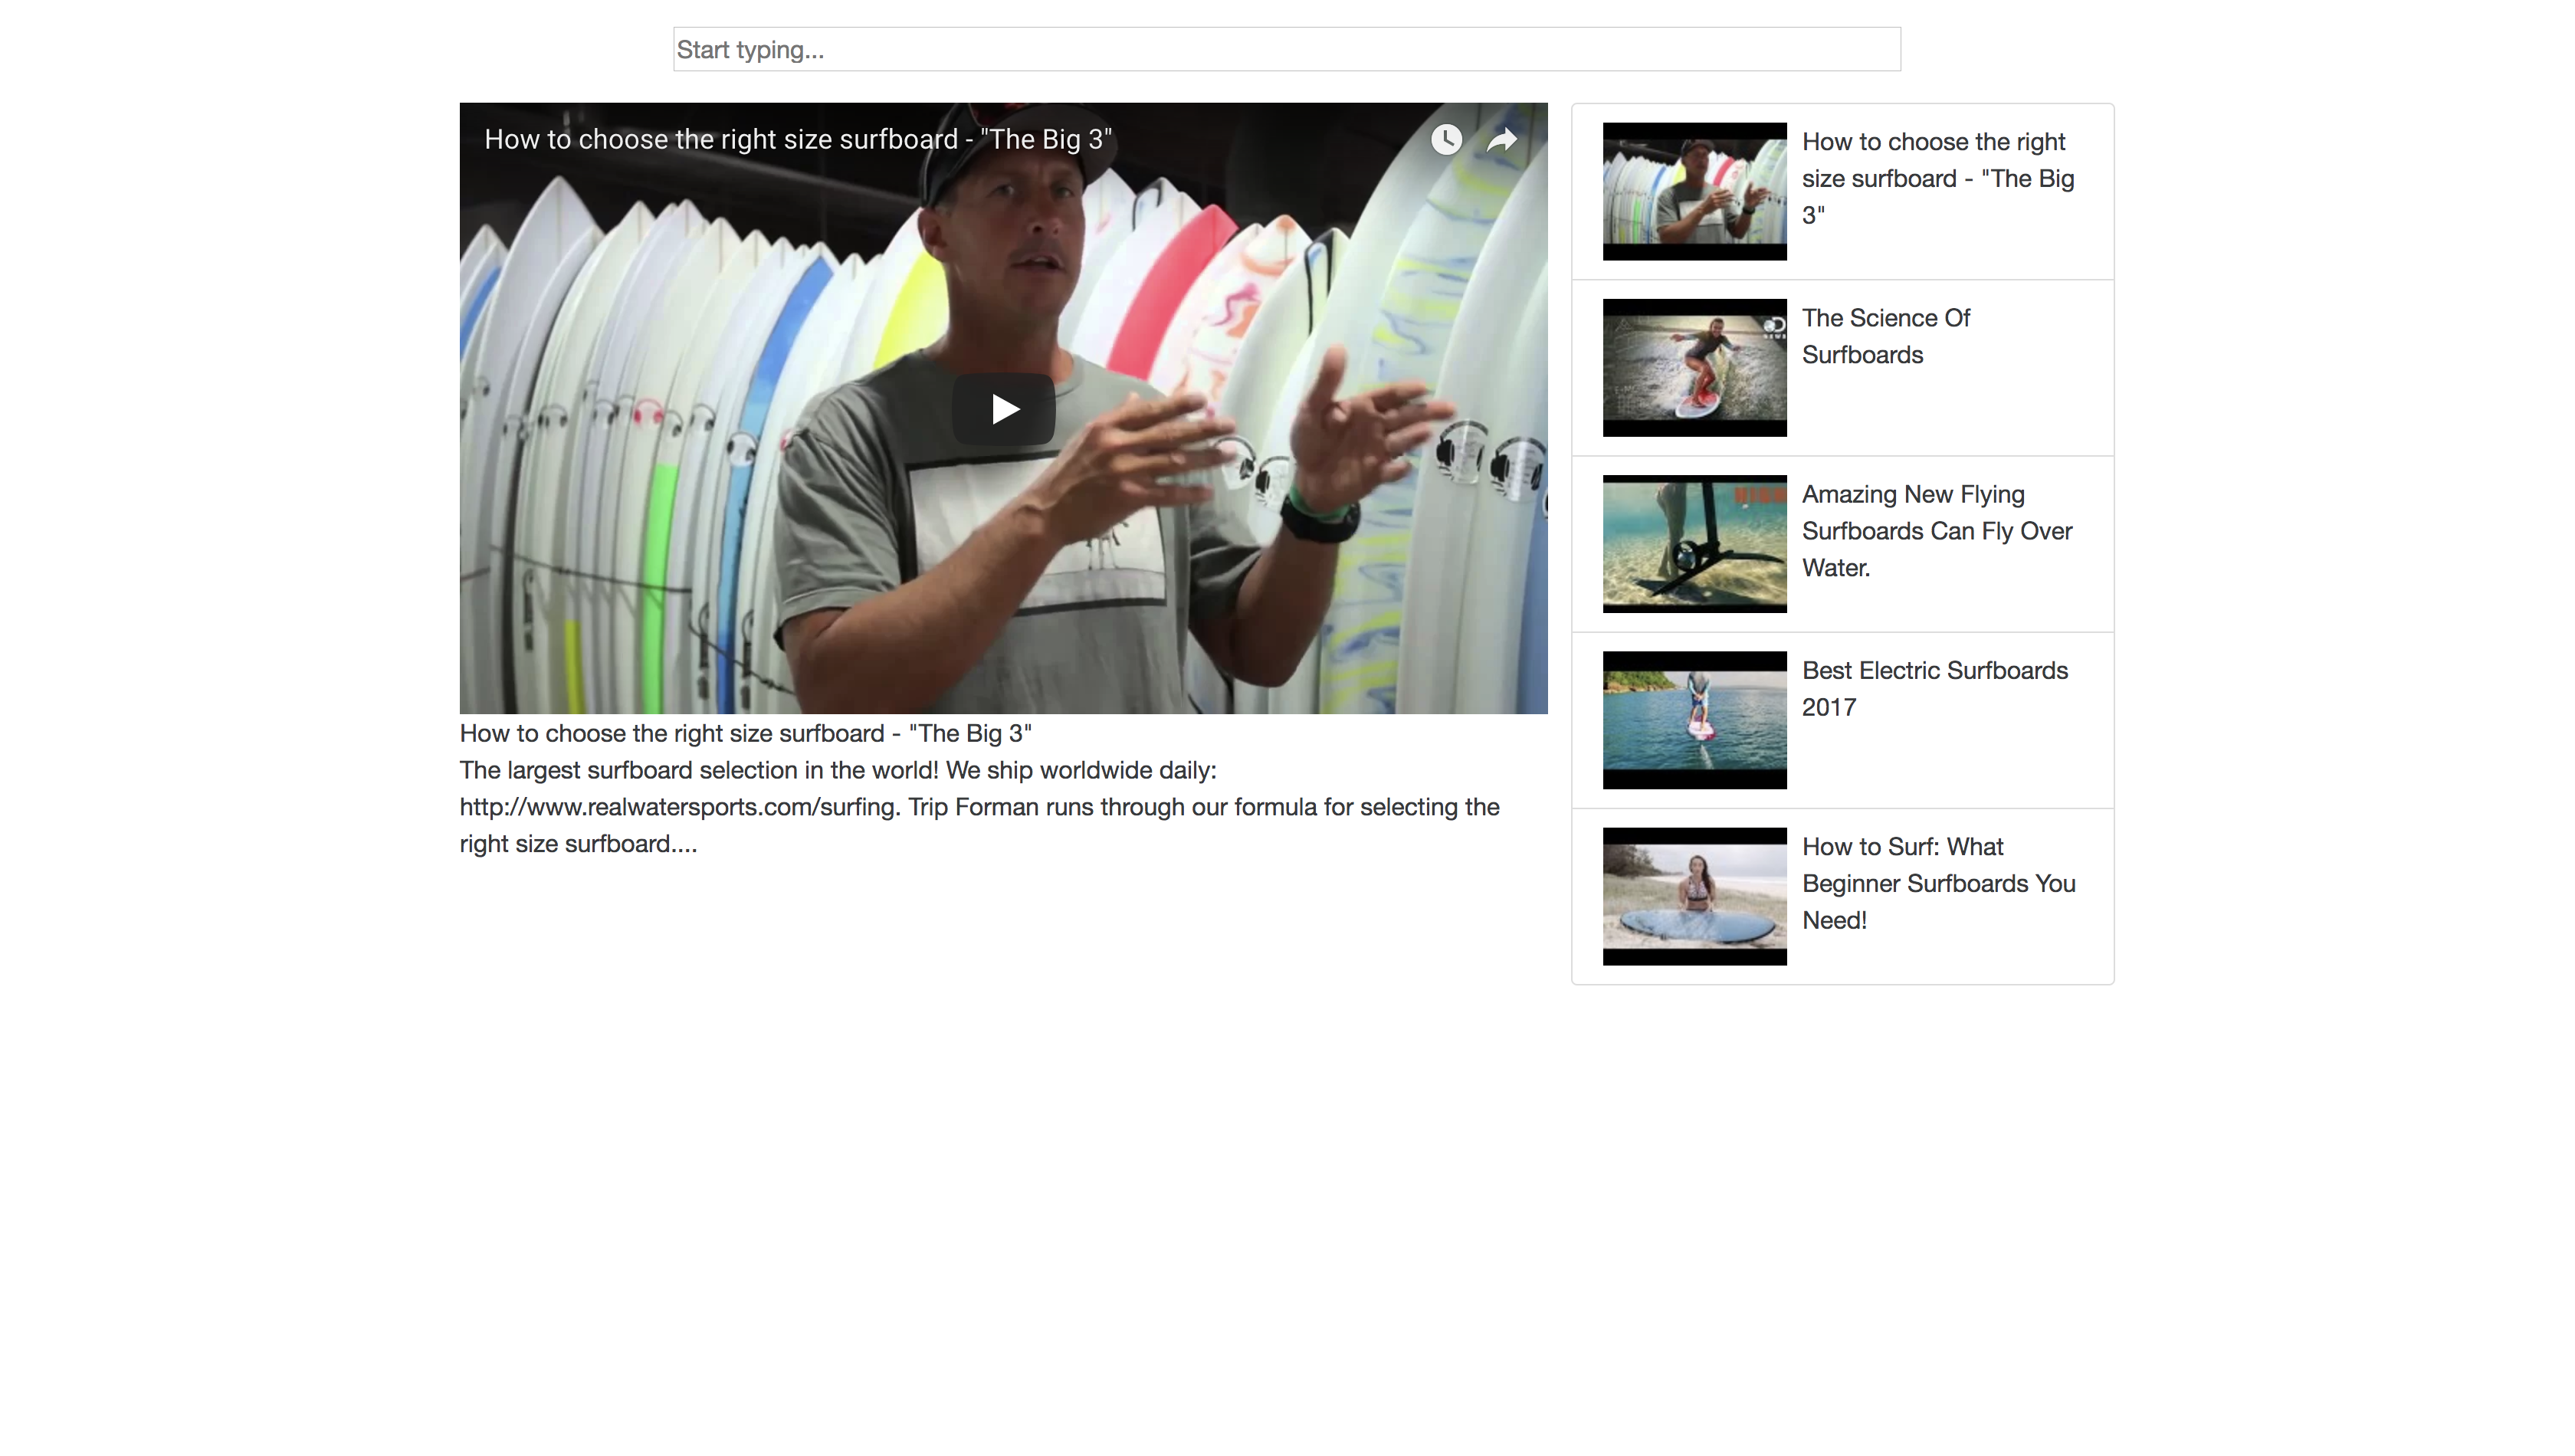 Start typing...
How to choose the right size surfboard - "The Big 3"
How to choose the right size surfboard - "The Big 3"
The largest surfboard selection in the world! We ship worldwide daily:
http://www.realwatersports.com/surfing. Trip Forman runs through our formula for selecting the
right size surfboard....
How to choose the right
size surfboard - "The Big
3"
The Science Of
Surfboards
Amazing New Flying
Surfboards Can Fly Over
Water.
Best Electric Surfboards
2017
How to Surf: What
Beginner Surfboards You
Need!